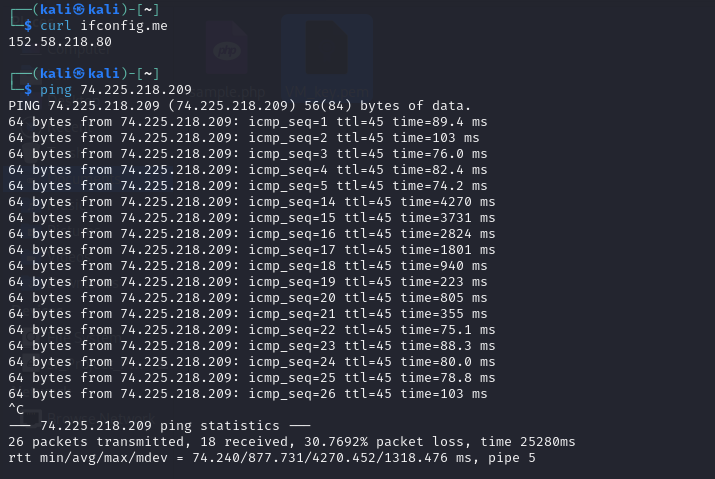 ┌──(kali㉿kali)-[~]
└─$ curl ifconfig.me
152.58.218.80
┌──(kali㉿kali)-[~]
└─$ ping 74.225.218.209
PING 74.225.218.209 (74.225.218.209) 56(84) bytes of data.
64 bytes from 74.225.218.209: icmp_seq=1 ttl=45 time=89.4 ms
64 bytes from 74.225.218.209: icmp_seq=2 ttl=45 time=103 ms
64 bytes from 74.225.218.209: icmp_seq=3 ttl=45 time=76.0 ms
64 bytes from 74.225.218.209: icmp_seq=4 ttl=45 time=82.4 ms
64 bytes from 74.225.218.209: icmp_seq=5 ttl=45 time=74.2 ms
64 bytes from 74.225.218.209: icmp_seq=14 ttl=45 time=4270 ms
64 bytes from 74.225.218.209: icmp_seq=15 ttl=45 time=3731 ms
64 bytes from 74.225.218.209: icmp_seq=16 ttl=45 time=2824 ms
64 bytes from 74.225.218.209: icmp_seq=17 ttl=45 time=1801 ms
64 bytes from 74.225.218.209: icmp_seq=18 ttl=45 time=940 ms
64 bytes from 74.225.218.209: icmp_seq=19 ttl=45 time=223 ms
64 bytes from 74.225.218.209: icmp_seq=20 ttl=45 time=805 ms
64 bytes from 74.225.218.209: icmp_seq=21 ttl=45 time=355 ms
64 bytes from 74.225.218.209: icmp_seq=22 ttl=45 time=75.1 ms
64 bytes from 74.225.218.209: icmp_seq=23 ttl=45 time=88.3 ms
64 bytes from 74.225.218.209: icmp_seq=24 ttl=45 time=80.0 ms
64 bytes from 74.225.218.209: icmp_seq=25 ttl=45 time=78.8 ms
64 bytes from 74.225.218.209: icmp_seq=26 ttl=45 time=103 ms
^C
--- 74.225.218.209 ping statistics ---
26 packets transmitted, 18 received, 30.7692% packet loss, time 25280ms
rtt min/avg/max/mdev = 74.240/877.731/4270.452/1318.476 ms, pipe 5